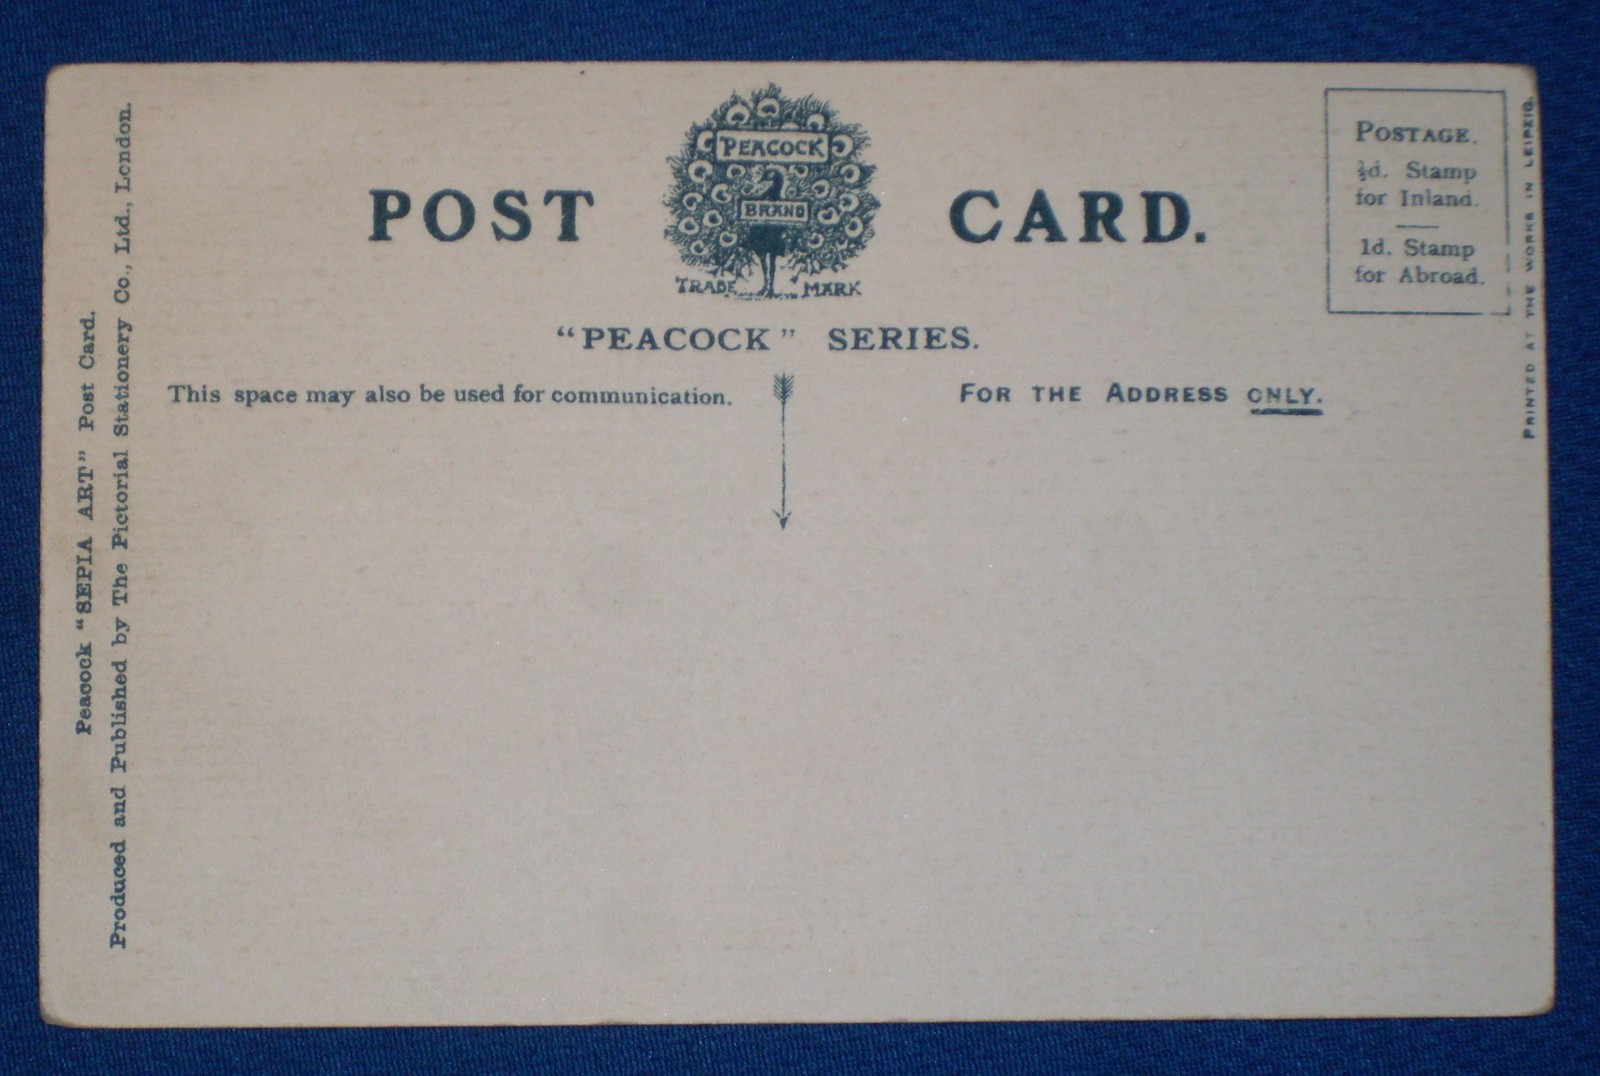 Peacock "SEPIA ART" Post Card.
Produced and Published by The Pictorial Stationery Co., Ltd., London.
POST CARD.
PEACOCK
BRAND
TRADE MARK
"PEACOCK" SERIES.
This space may also be used for communication.
FOR THE ADDRESS ONLY.
POSTAGE.
½d. Stamp
for Inland.
1d. Stamp
for Abroad.
PRINTED AT THE WORKS IN LEIPZIG.